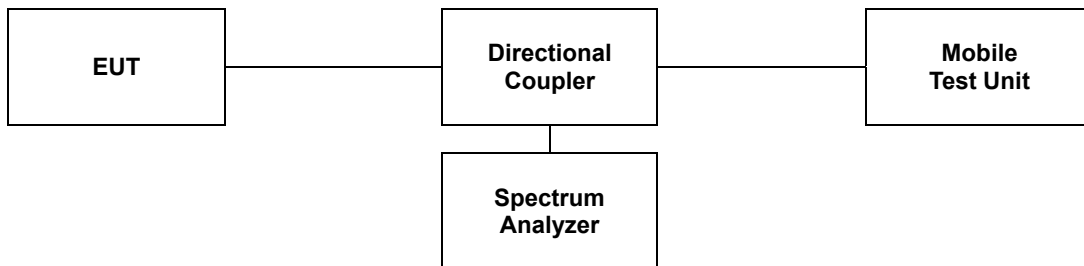 EUT
Directional
Coupler
Mobile
Test Unit
Spectrum
Analyzer